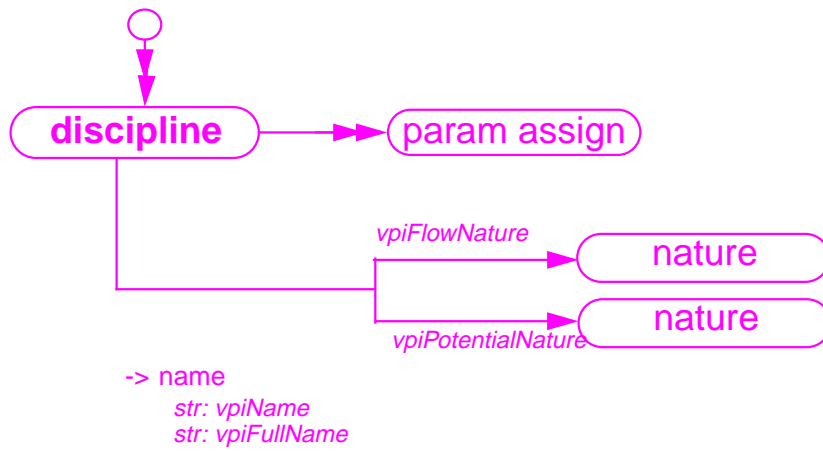 discipline
param assign
vpiFlowNature
nature
nature
vpiPotentialNature
-> name
str: vpiName
str: vpiFullName